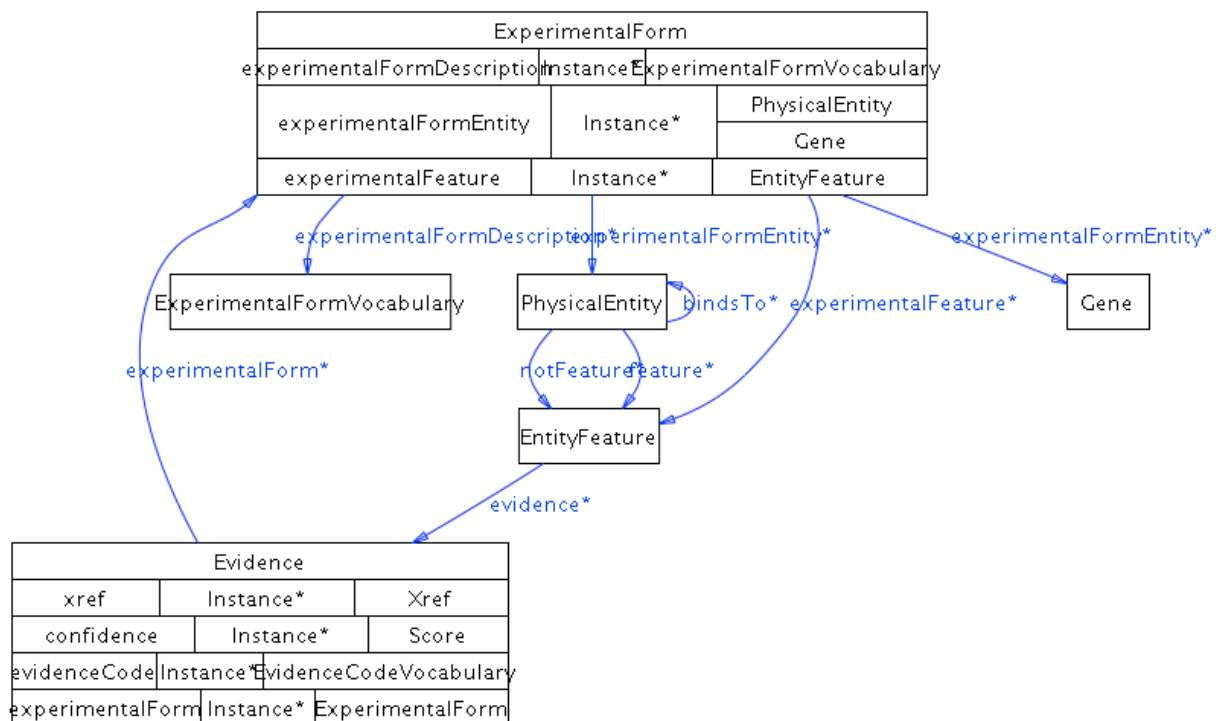 ExperimentalForm
experimentalFormDescription Instance* ExperimentalFormVocabulary
experimentalFormEntity Instance* PhysicalEntity
Gene
experimentalFeature Instance* EntityFeature
experimentalFormDescription* experimentalFormEntity* experimentalFormEntity*
ExperimentalFormVocabulary PhysicalEntity bindsTo* experimentalFeature* Gene
experimentalForm* notFeature* feature*
EntityFeature
evidence*
Evidence
xref Instance* Xref
confidence Instance* Score
evidenceCode Instance* EvidenceCodeVocabulary
experimentalForm Instance* ExperimentalForm